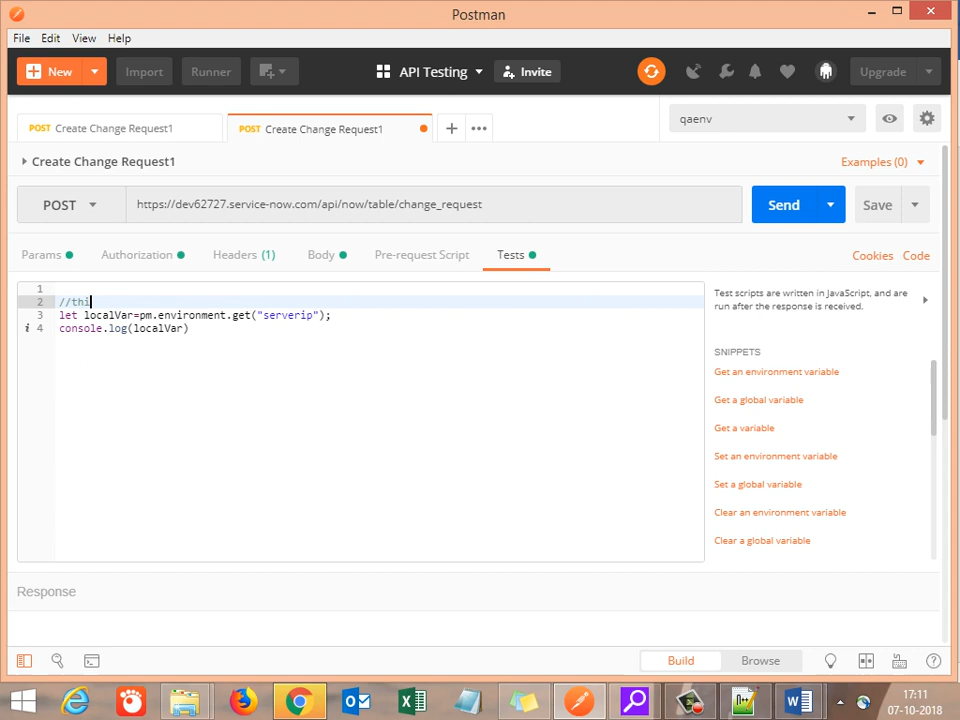 Postman
File Edit View Help
New Import Runner API Testing Invite Upgrade
POST Create Change Request1 POST Create Change Request1 qaenv
Create Change Request1 Examples (0)
POST https://dev62727.service-now.com/api/now/table/change_request Send Save
Params Authorization Headers (1) Body Pre-request Script Tests Cookies Code
1
2 //thi
3 let localVar=pm.environment.get("serverip");
i 4 console.log(localVar)
Test scripts are written in JavaScript, and are
run after the response is received.
SNIPPETS
Get an environment variable
Get a global variable
Get a variable
Set an environment variable
Set a global variable
Clear an environment variable
Clear a global variable
Response
Build Browse
17:11
07-10-2018